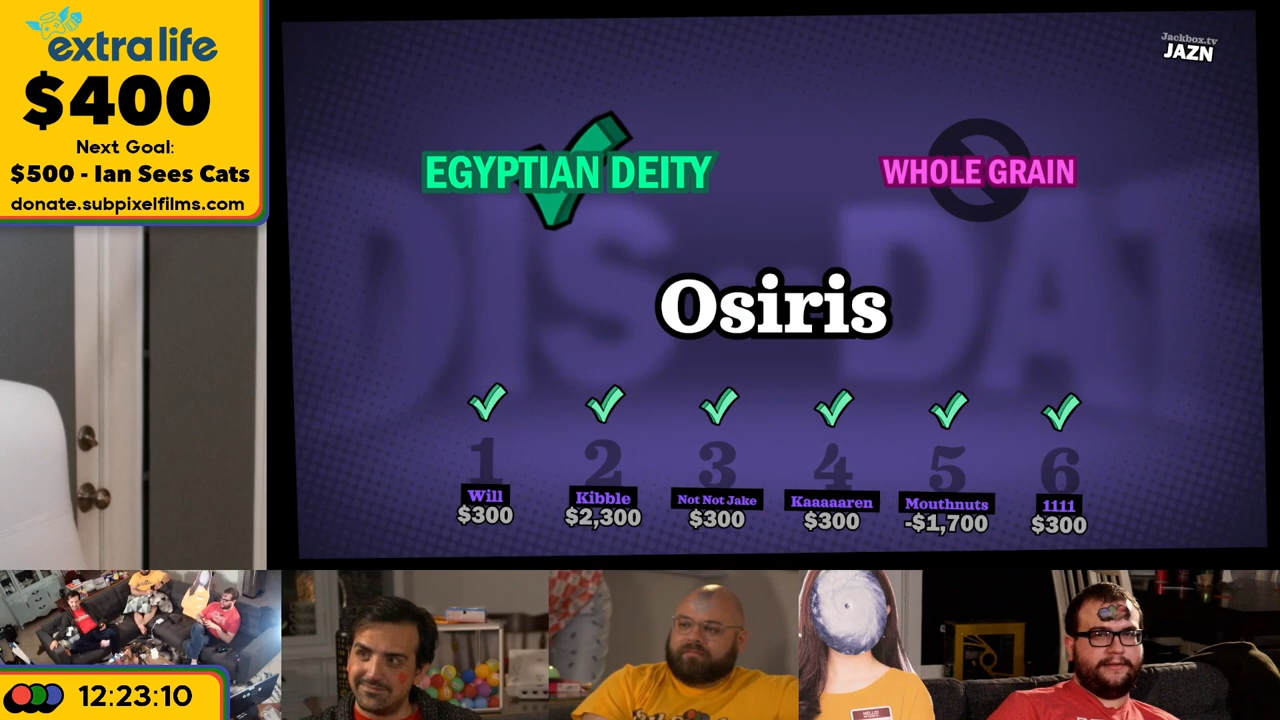 extra life
$400
Next Goal:
$500 - Ian Sees Cats
donate.subpixelfilms.com
Jackbox.tv
JAZN
EGYPTIAN DEITY
WHOLE GRAIN
Osiris
1 2 3 4 5 6
Will Kibble Not Not Jake Kaaaaaren Mouthnuts 1111
$300 $2,300 $300 $300 -$1,700 $300
HELLO
12:23:10